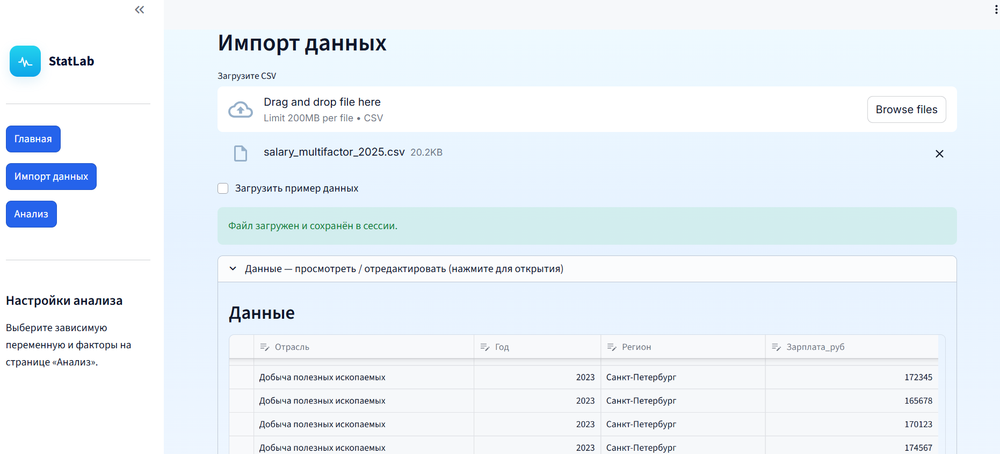 StatLab
Главная
Импорт данных
Анализ
Настройки анализа
Выберите зависимую
переменную и факторы на
странице «Анализ».
Импорт данных
Загрузите CSV
Drag and drop file here
Limit 200MB per file • CSV
Browse files
salary_multifactor_2025.csv 20.2KB
Загрузить пример данных
Файл загружен и сохранён в сессии.
Данные — просмотреть / отредактировать (нажмите для открытия)
Данные
Отрасль Год Регион Зарплата_руб
Добыча полезных ископаемых 2023 Санкт-Петербург 172345
Добыча полезных ископаемых 2023 Санкт-Петербург 165678
Добыча полезных ископаемых 2023 Санкт-Петербург 170123
Добыча полезных ископаемых 2023 Санкт-Петербург 174567